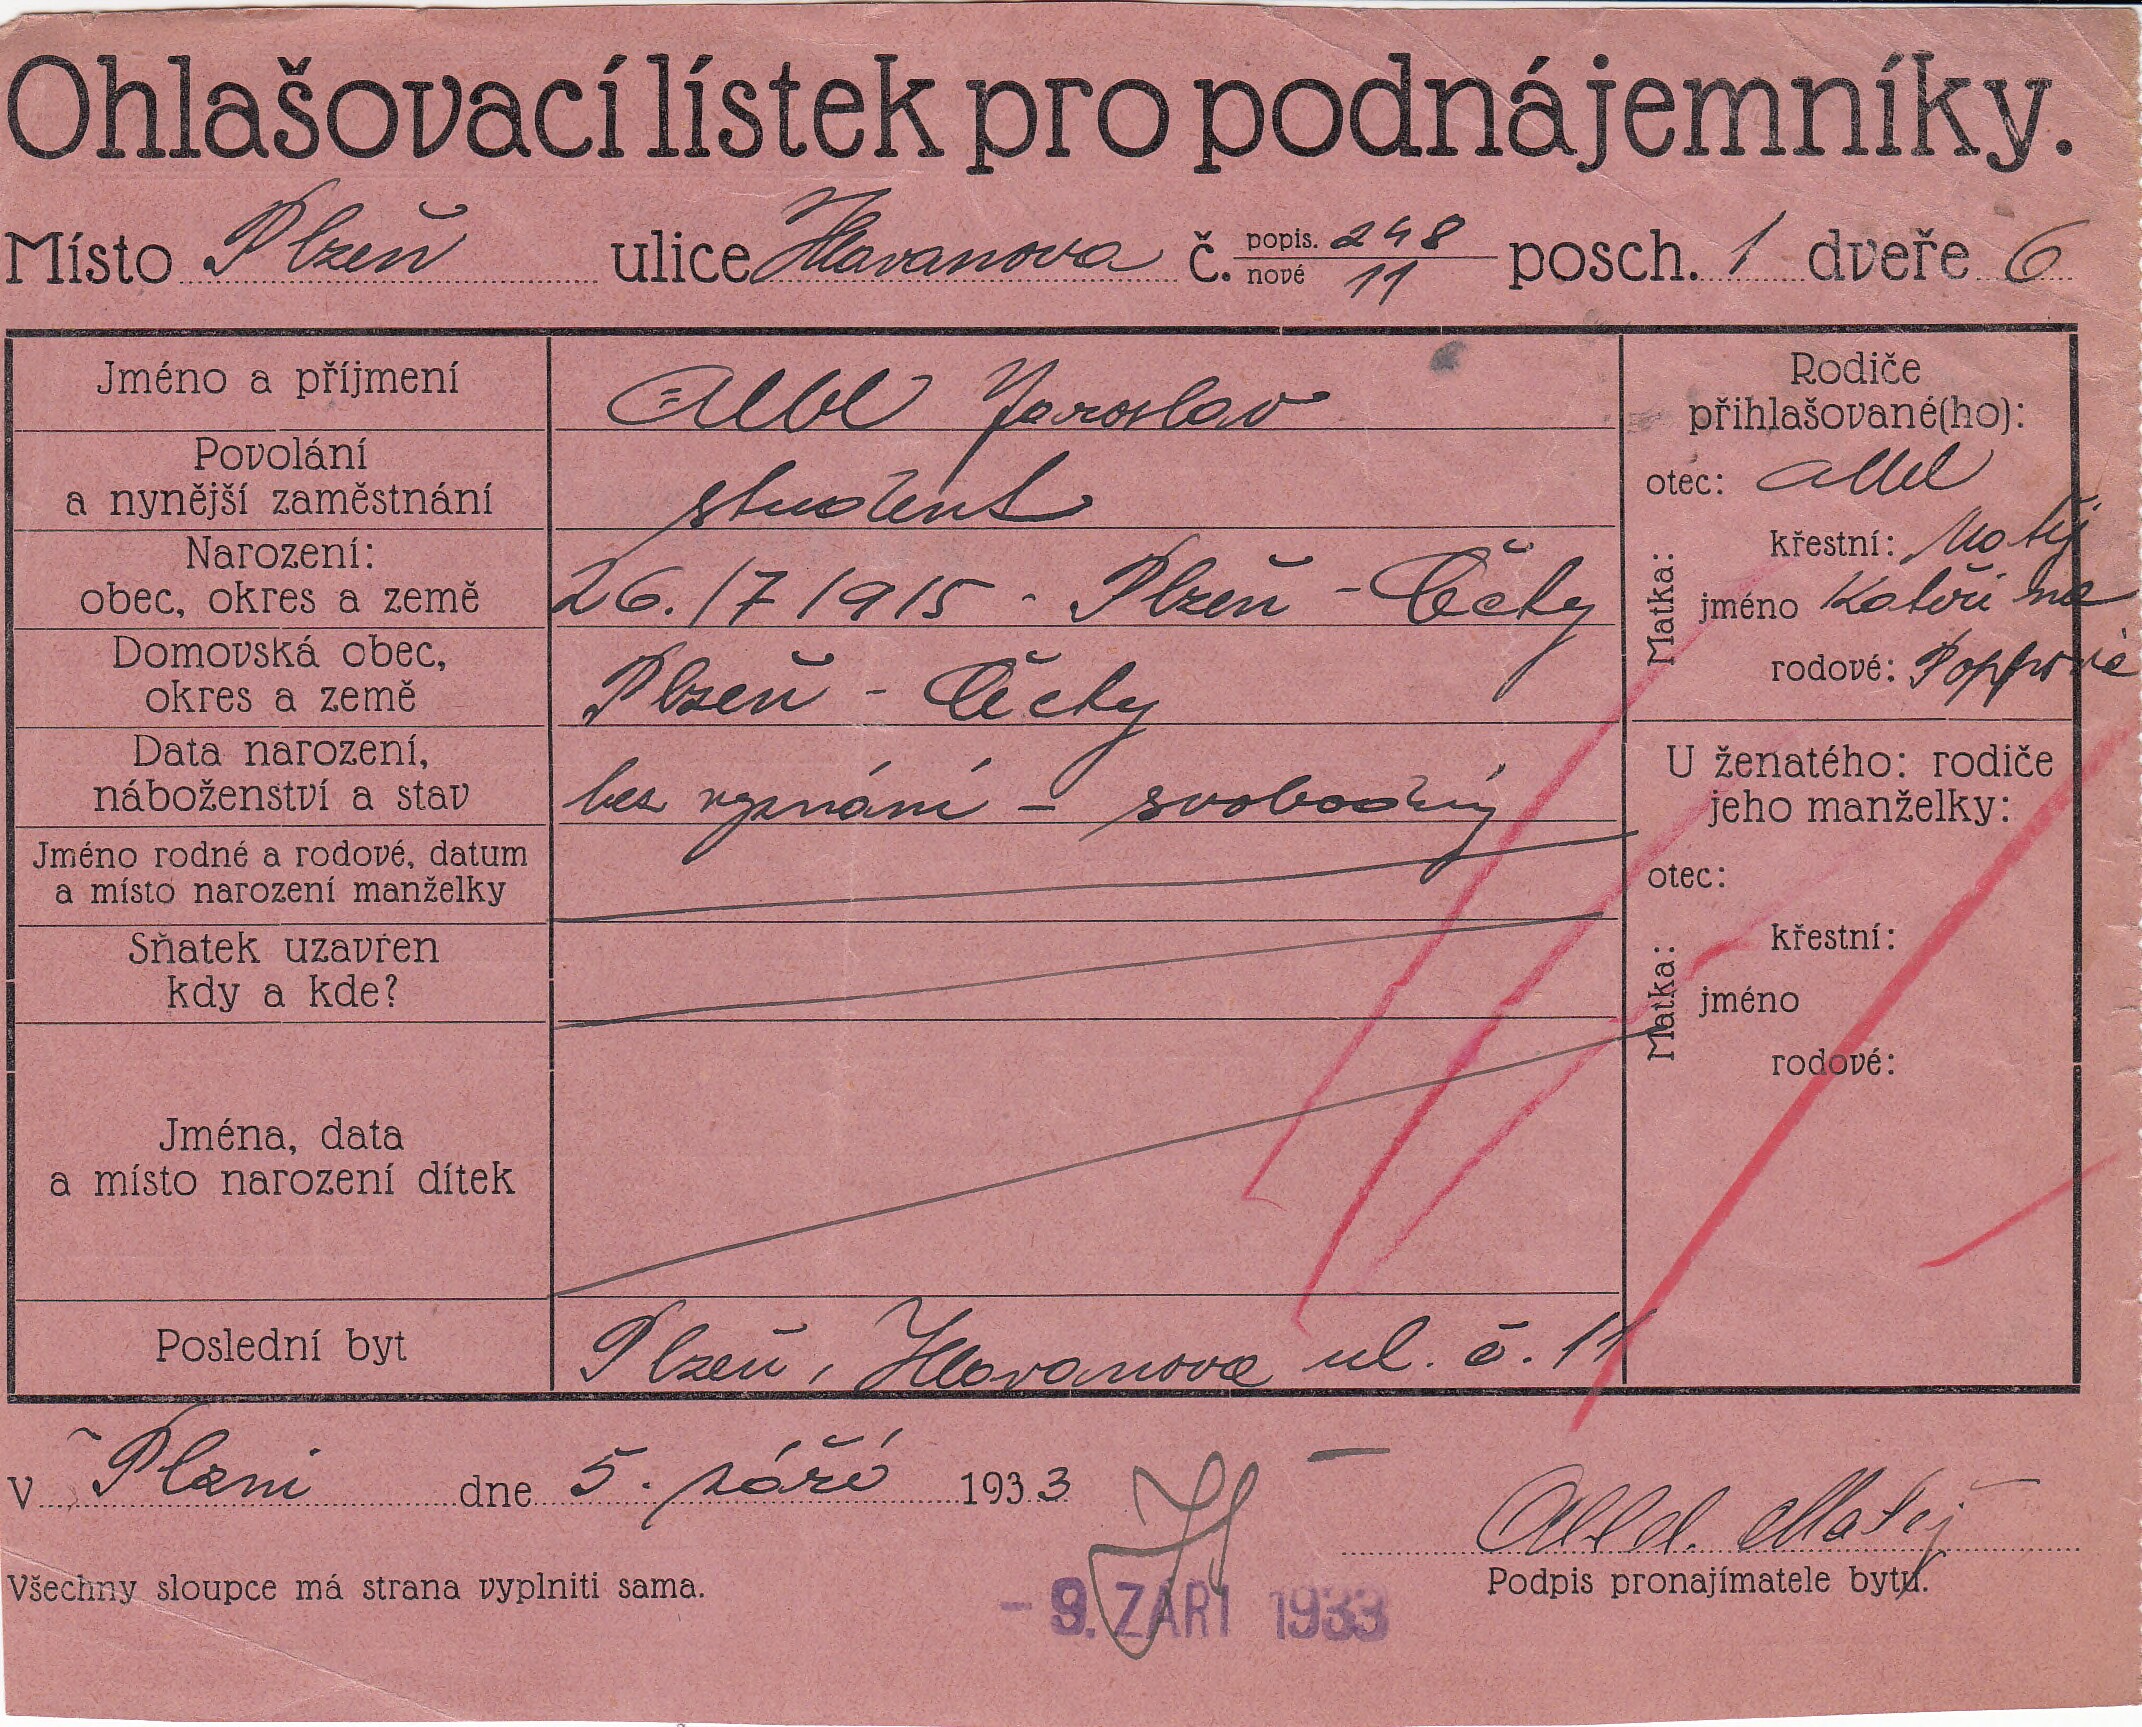 Ohlašovací lístek pro podnájemníky.
Místo Plzeň ulice Havanova č. popis. 248 nové 11 posch. 1 dveře 6
Jméno a příjmení
Albl Jaroslav
Povolání
a nynější zaměstnání
student
Narození:
obec, okres a země
26./7 1915 - Plzeň - Čechy
Domovská obec,
okres a země
Plzeň - Čechy
Data narození,
náboženství a stav
bez vyznání - svobodný
Jméno rodné a rodové, datum
a místo narození manželky
Sňatek uzavřen
kdy a kde?
Jména, data
a místo narození dítek
Poslední byt
Plzeň, Havanova ul. č. 11
Rodiče
přihlašované(ho):
otec: Albl
Matěj
Matka:
křestní:
jméno Kateřina
rodové:
U ženatého: rodiče
jeho manželky:
otec:
Matka:
křestní:
jméno
rodové:
v Plzni dne 5. září 1933
Albl. Matěj
Všechny sloupce má strana vyplniti sama.
Podpis pronajímatele bytu.
- 9. ZÁŘÍ 1933